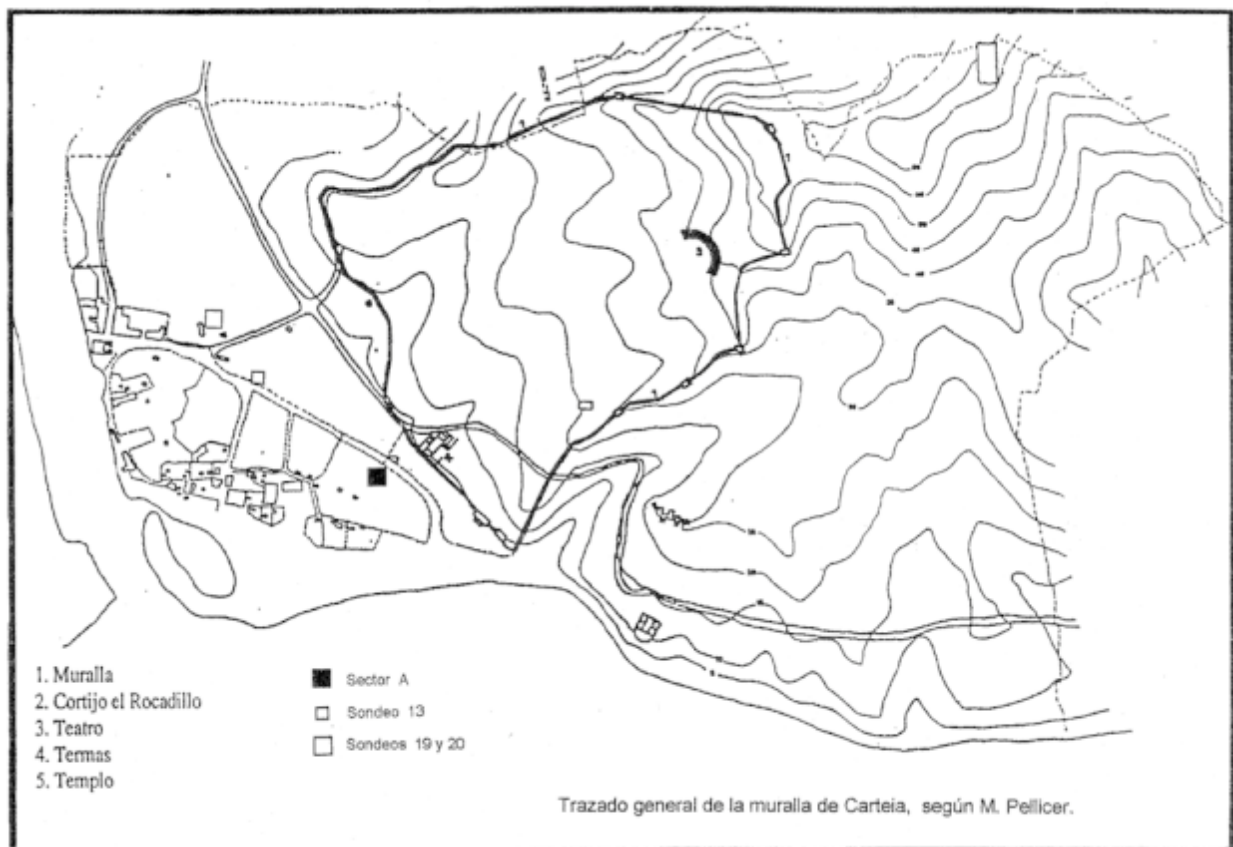 1. Muralla
2. Cortijo el Rocadillo
3. Teatro
4. Termas
5. Templo
Sector A
Sondeo 13
Sondeos 19 y 20
Trazado general de la muralla de Carteia, según M. Pellicer.
3